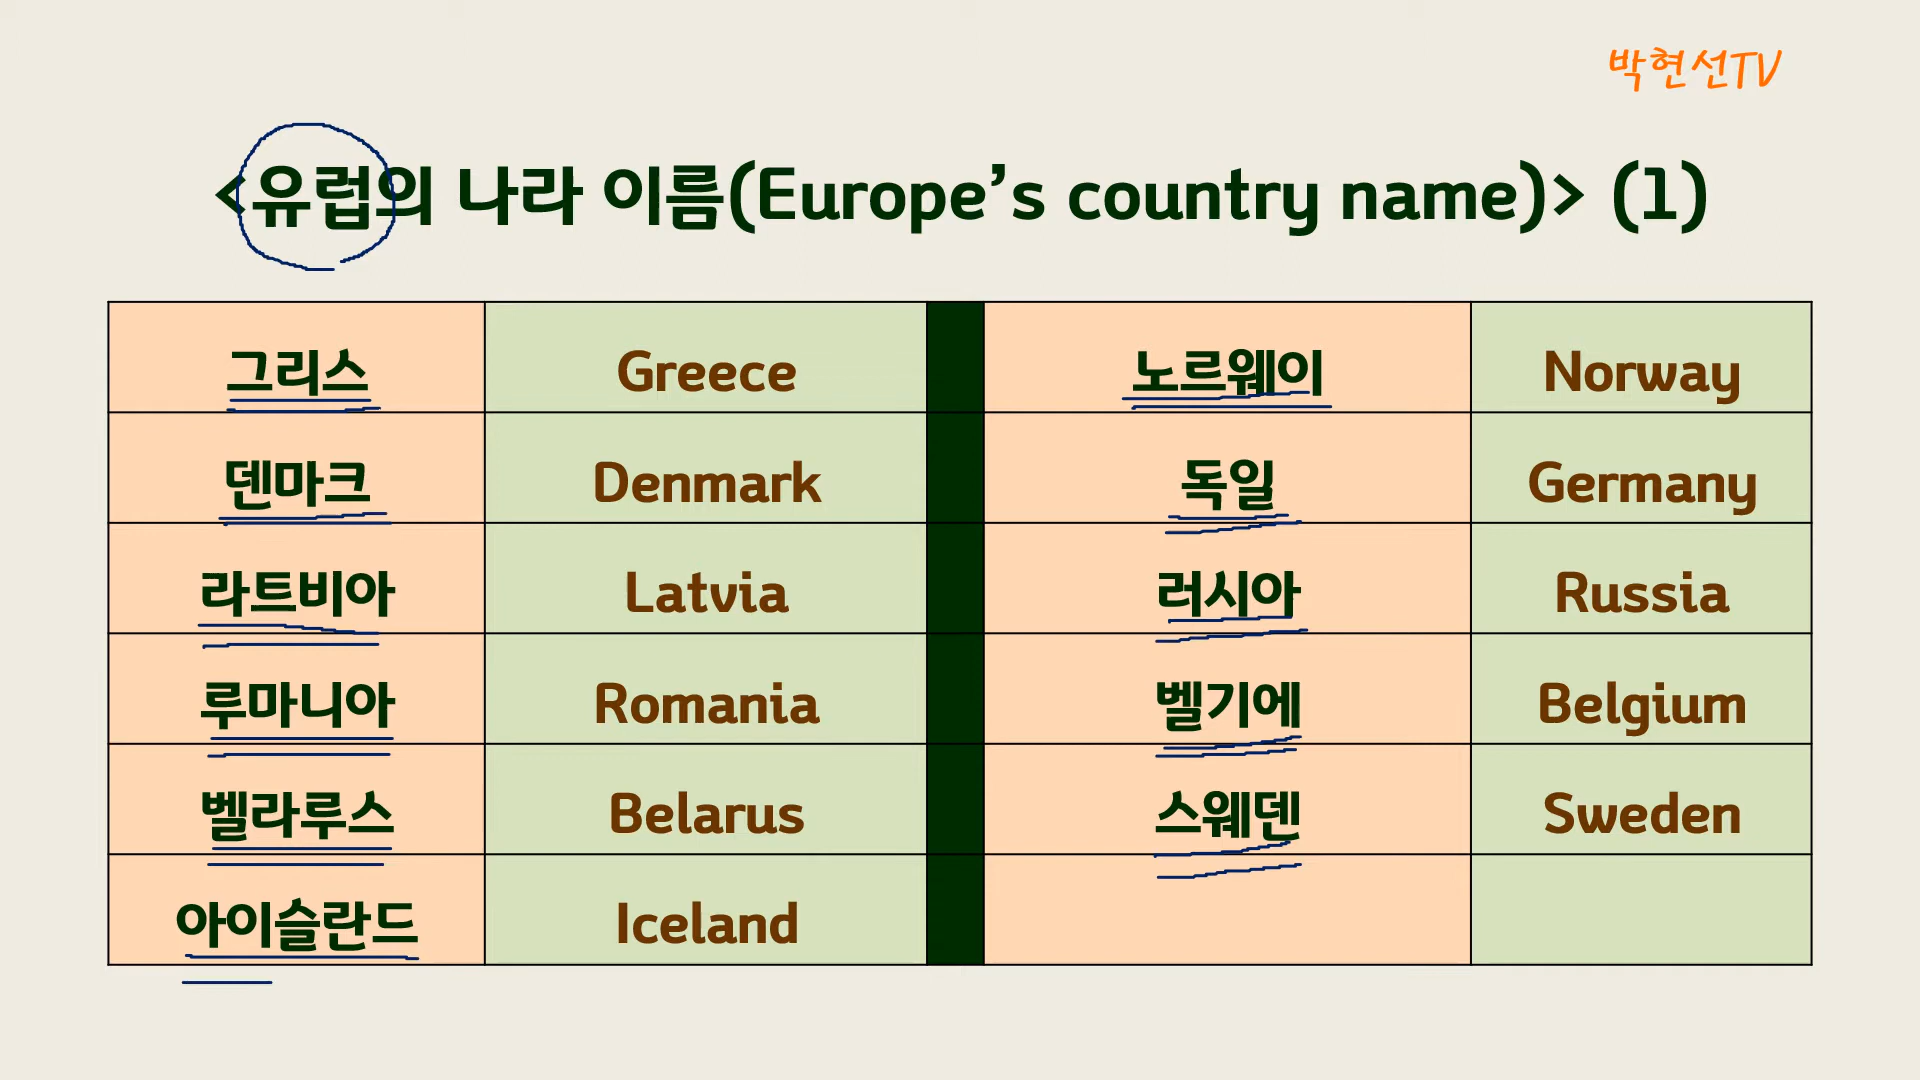 박현선TV
<유럽의 나라 이름(Europe’s country name)> (1)
그리스 Greece 노르웨이 Norway
덴마크 Denmark 독일 Germany
라트비아 Latvia 러시아 Russia
루마니아 Romania 벨기에 Belgium
벨라루스 Belarus 스웨덴 Sweden
아이슬란드 Iceland